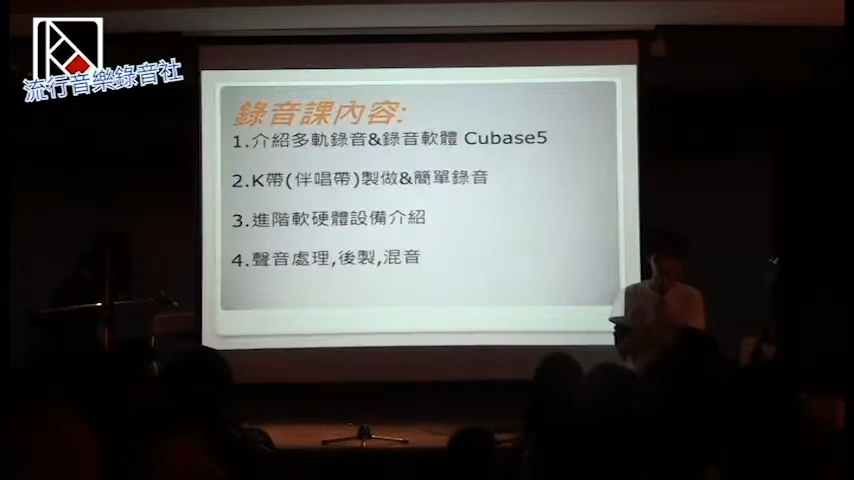 流行音樂錄音社
錄音課內容:
1.介紹多軌錄音&錄音軟體 Cubase5
2.K帶(伴唱帶)製做&簡單錄音
3.進階軟硬體設備介紹
4.聲音處理,後製,混音